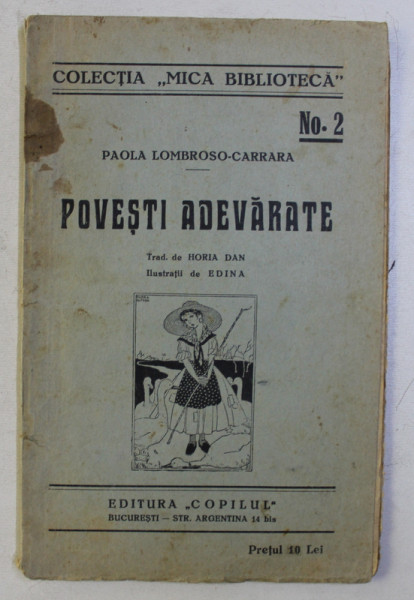 COLECȚIA „MICA BIBLIOTECĂ"
No. 2
PAOLA LOMBROSO-CARRARA
POVEȘTI ADEVĂRATE
Trad. de HORIA DAN
Ilustrații de EDINA
EDITURA „COPILUL"
BUCUREȘTI — STR. ARGENTINA 14 bis
Prețul 10 Lei